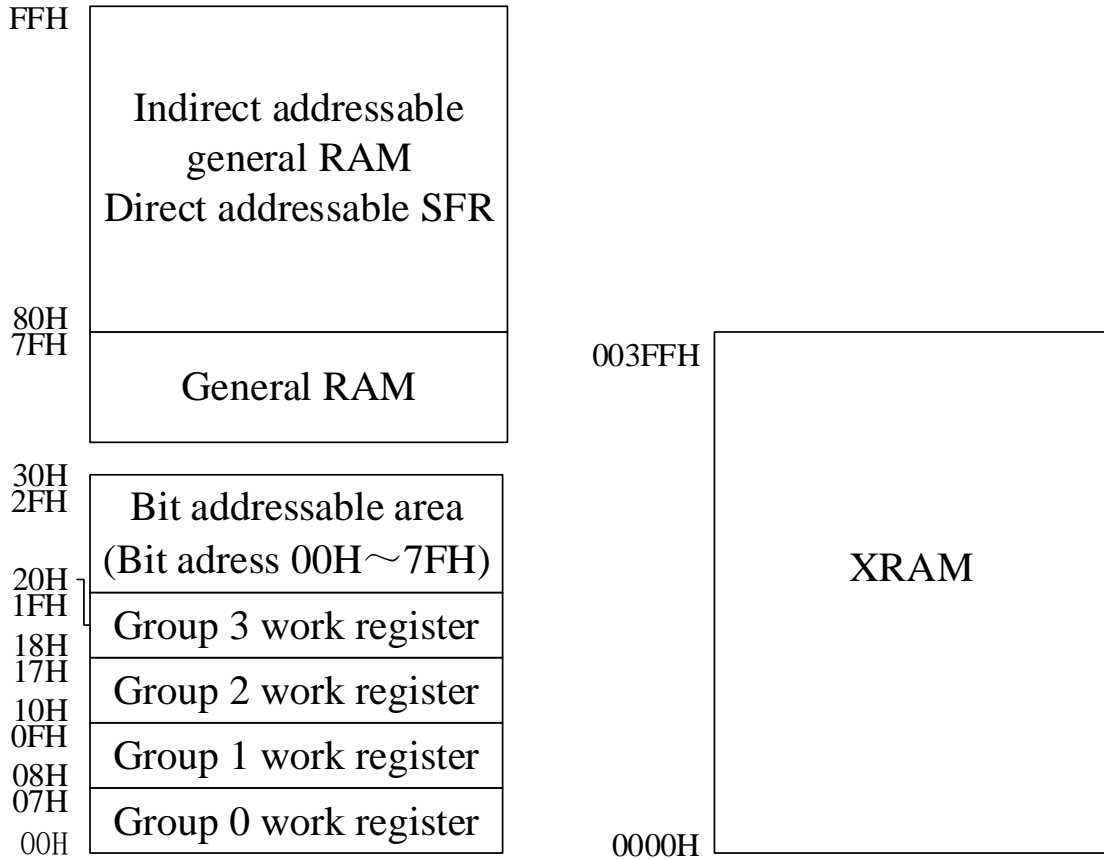 FFH
Indirect addressable
general RAM
Direct addressable SFR
80H
7FH
General RAM
30H
2FH
Bit addressable area
(Bit adress 00H～7FH)
20H
1FH
Group 3 work register
18H
17H
Group 2 work register
10H
0FH
Group 1 work register
08H
07H
Group 0 work register
00H
003FFH
XRAM
0000H